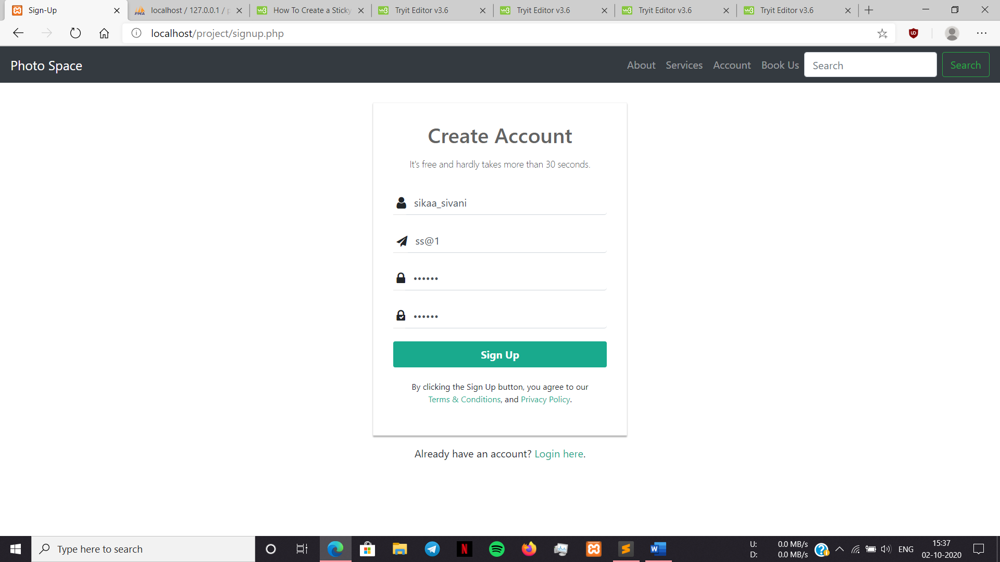 Sign-Up
localhost / 127.0.0.1 / p
How To Create a Sticky
Tryit Editor v3.6
Tryit Editor v3.6
Tryit Editor v3.6
Tryit Editor v3.6
localhost/project/signup.php
Photo Space
About
Services
Account
Book Us
Search
Search
Create Account
It's free and hardly takes more than 30 seconds.
sikaa_sivani
ss@1
••••••
••••••
Sign Up
By clicking the Sign Up button, you agree to our
Terms & Conditions, and Privacy Policy.
Already have an account? Login here.
Type here to search
U: 0.0 MB/s
D: 0.0 MB/s
ENG
15:37
02-10-2020